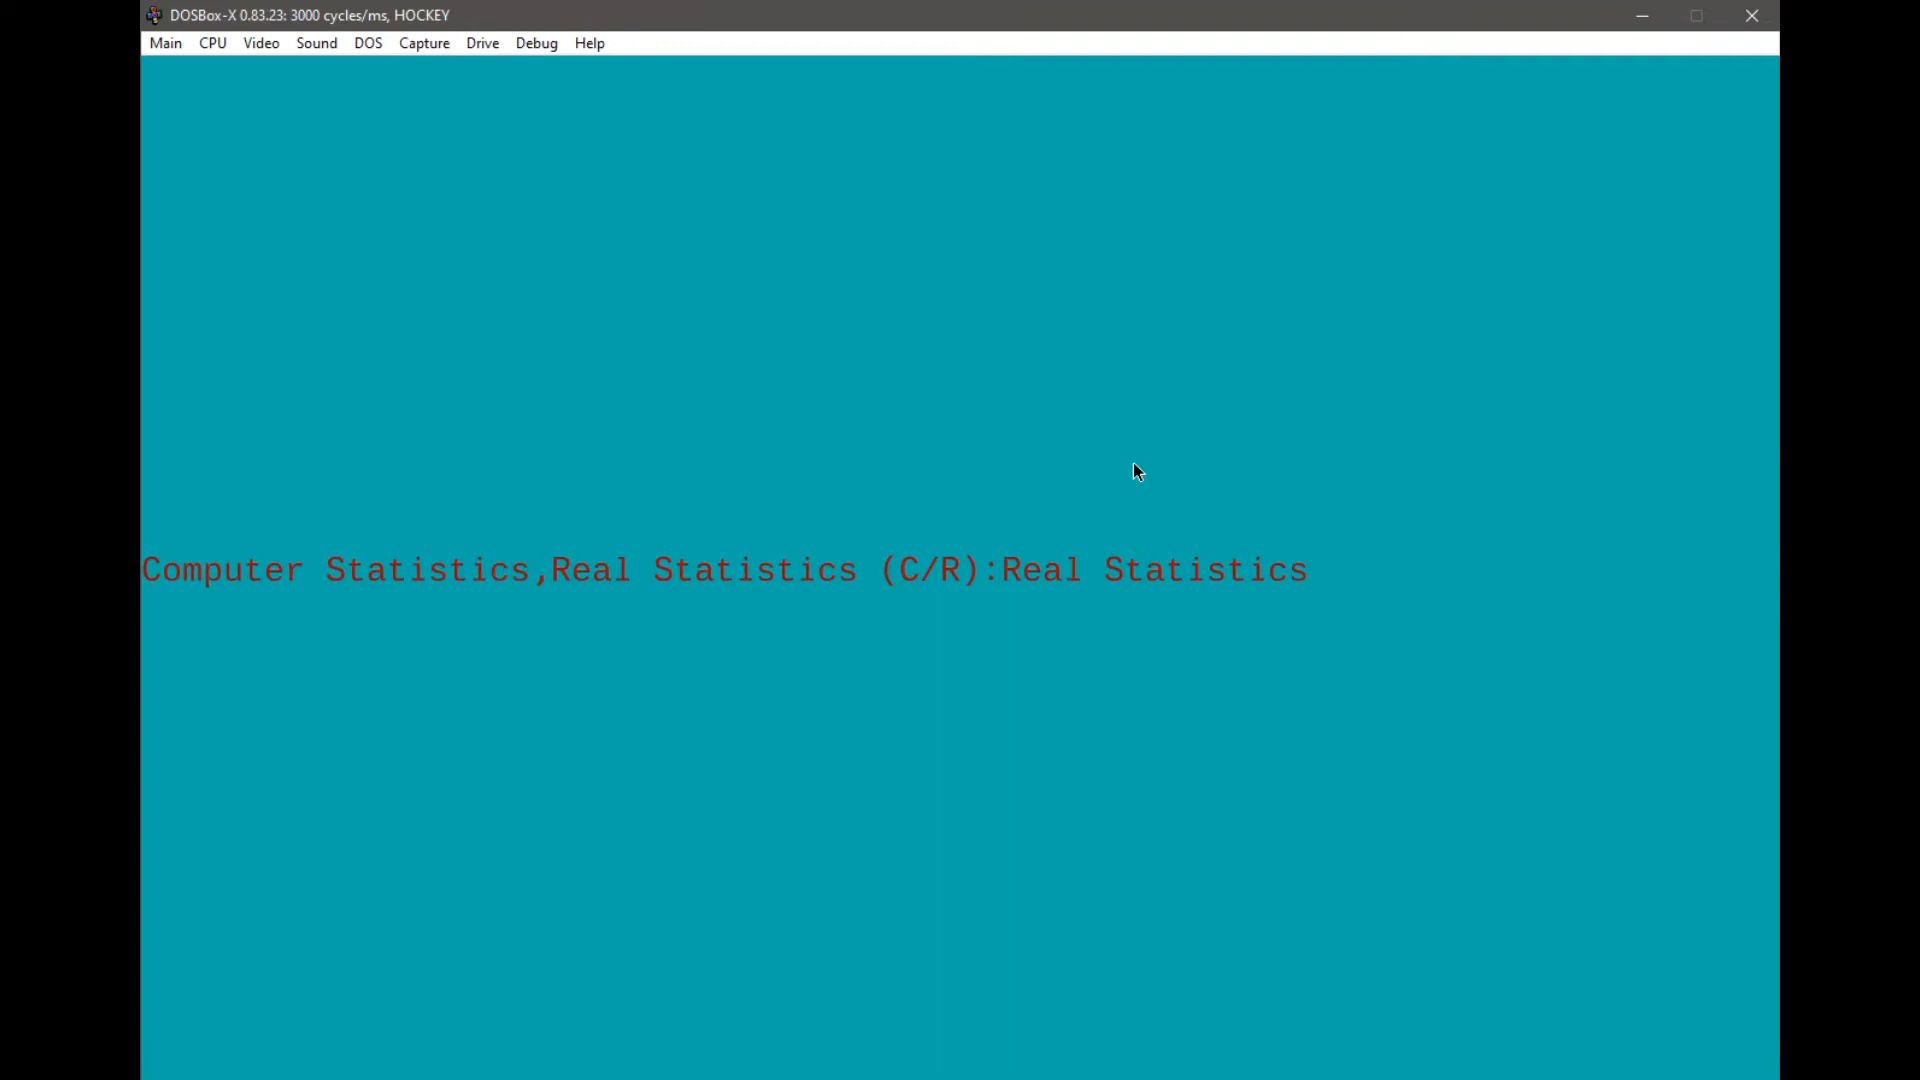 DOSBox-X 0.83.23: 3000 cycles/ms, HOCKEY
Main CPU Video Sound DOS Capture Drive Debug Help
Computer Statistics,Real Statistics (C/R):Real Statistics